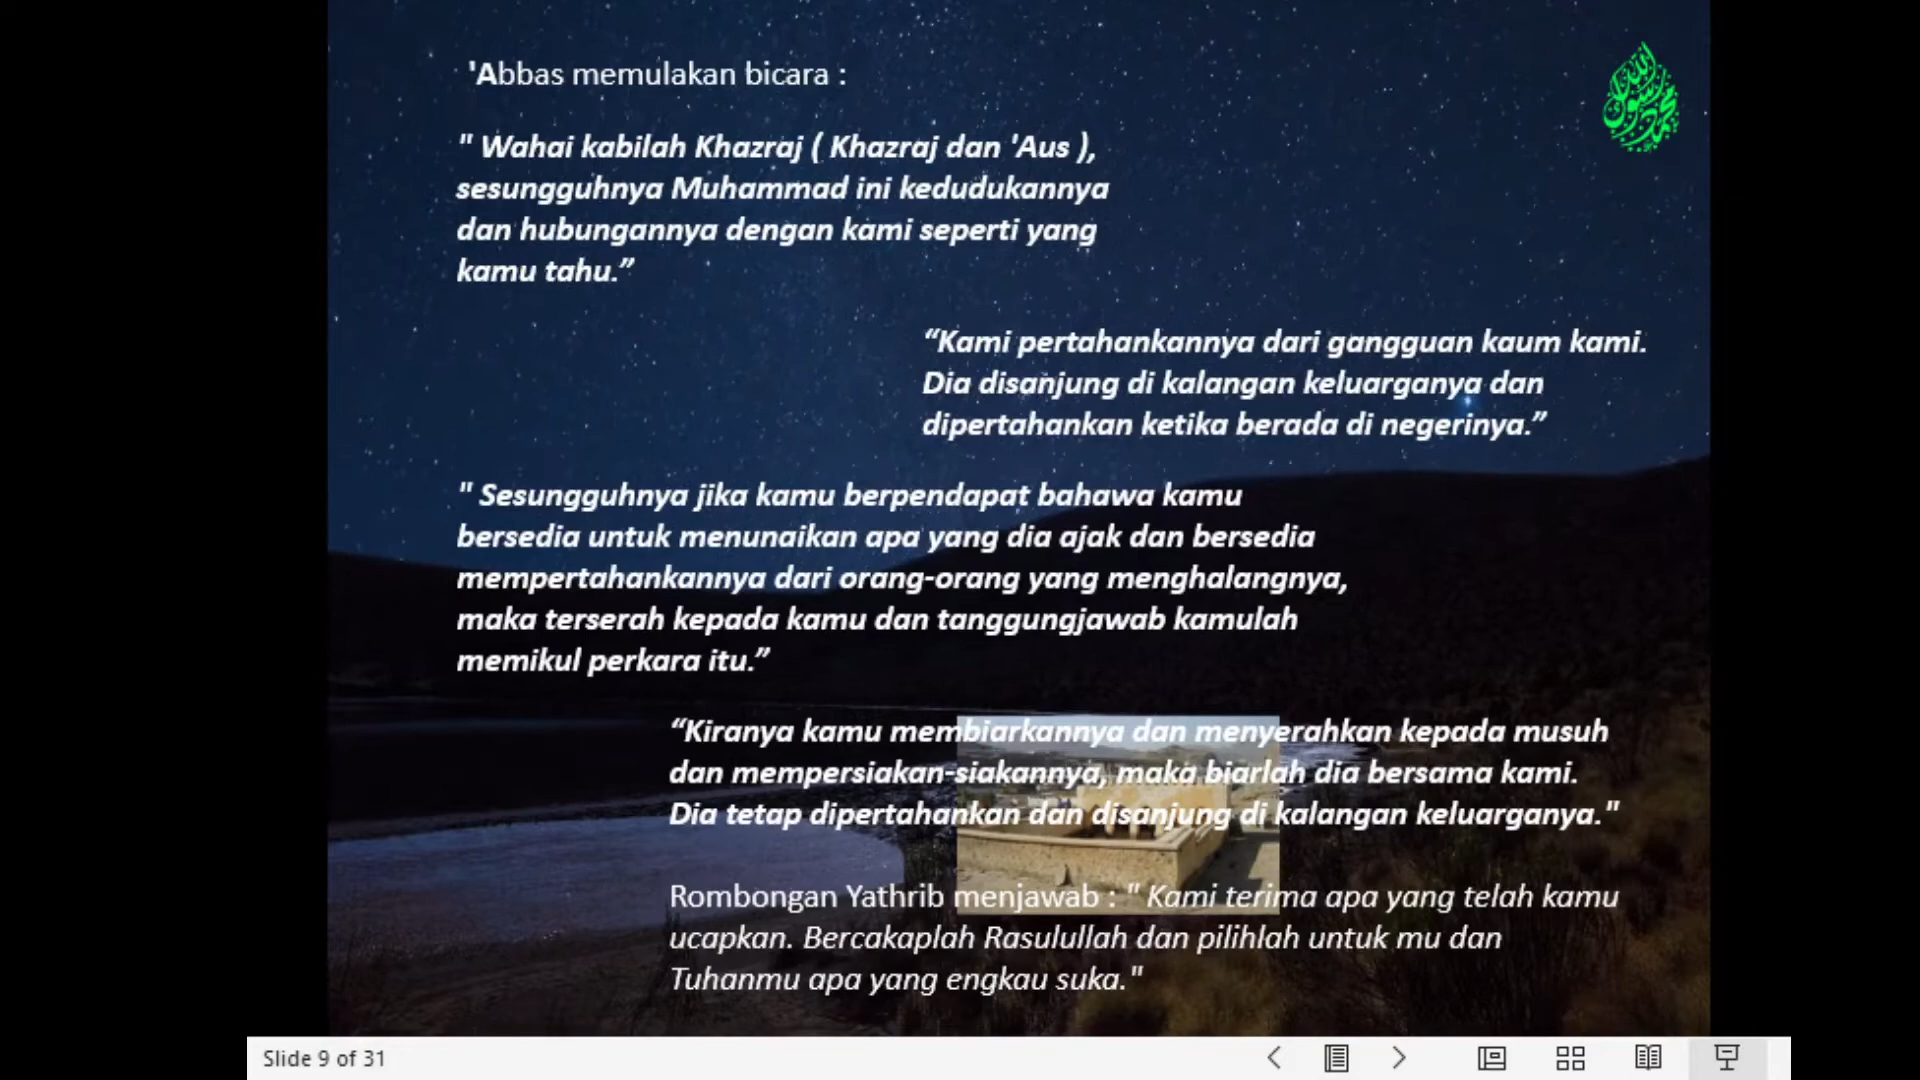 'Abbas memulakan bicara :
" Wahai kabilah Khazraj ( Khazraj dan 'Aus ),
sesungguhnya Muhammad ini kedudukannya
dan hubungannya dengan kami seperti yang
kamu tahu.”
“Kami pertahankannya dari gangguan kaum kami.
Dia disanjung di kalangan keluarganya dan
dipertahankan ketika berada di negerinya.”
" Sesungguhnya jika kamu berpendapat bahawa kamu
bersedia untuk menunaikan apa yang dia ajak dan bersedia
mempertahankannya dari orang-orang yang menghalangnya,
maka terserah kepada kamu dan tanggungjawab kamulah
memikul perkara itu.”
“Kiranya kamu membiarkannya dan menyerahkan kepada musuh
dan mempersiakan-siakannya, maka biarlah dia bersama kami.
Dia tetap dipertahankan dan disanjung di kalangan keluarganya."
Rombongan Yathrib menjawab : " Kami terima apa yang telah kamu
ucapkan. Bercakaplah Rasulullah dan pilihlah untuk mu dan
Tuhanmu apa yang engkau suka."
محمد رسول الله
Slide 9 of 31